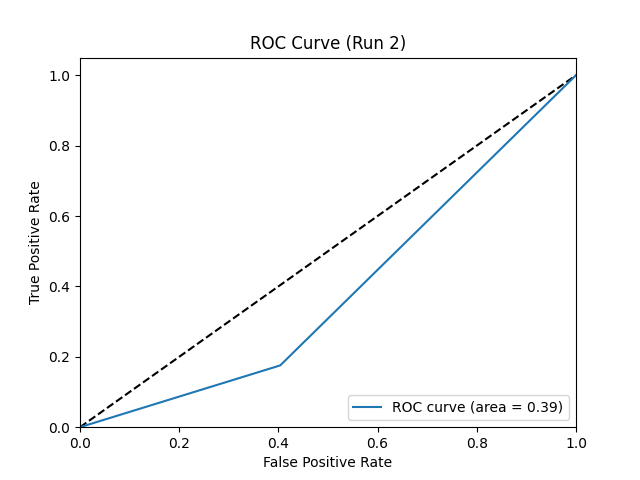 ROC Curve (Run 2)
1.0
0.8
0.6
0.4
0.2
0.0
True Positive Rate
ROC curve (area = 0.39)
0.0 0.2 0.4 0.6 0.8 1.0
False Positive Rate